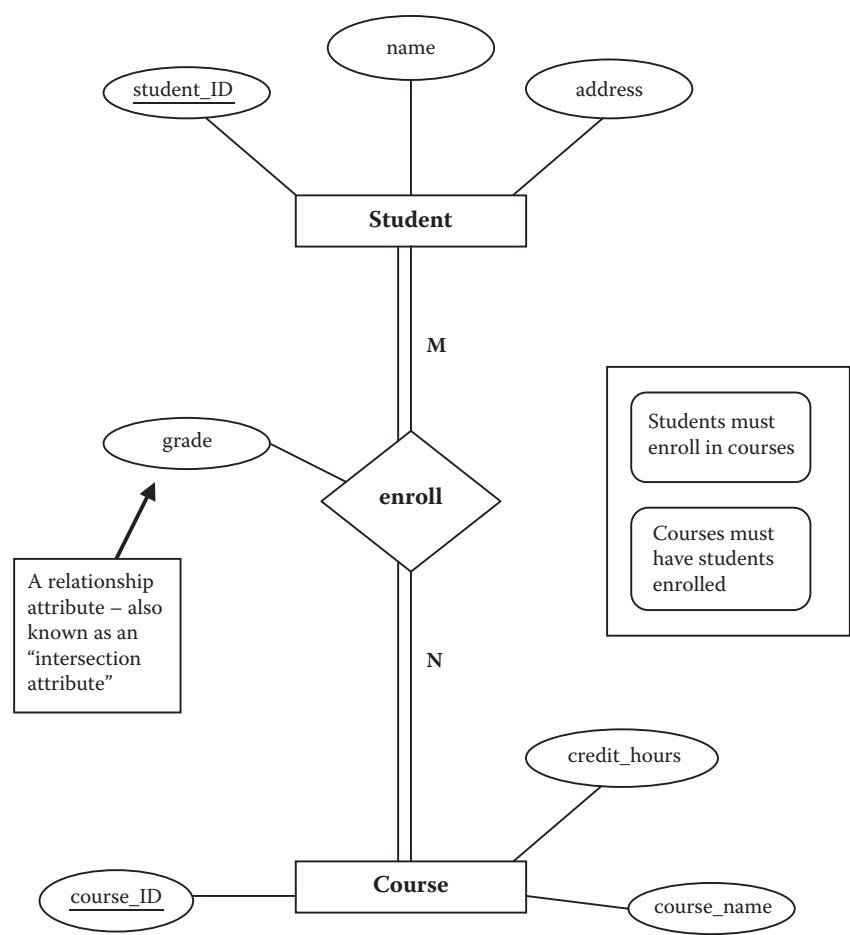 name
student_ID
address
Student
M
Students must
enroll in courses
grade
enroll
Courses must
have students
enrolled
A relationship
attribute – also
known as an
“intersection
attribute”
N
credit_hours
Course
course_ID
course_name